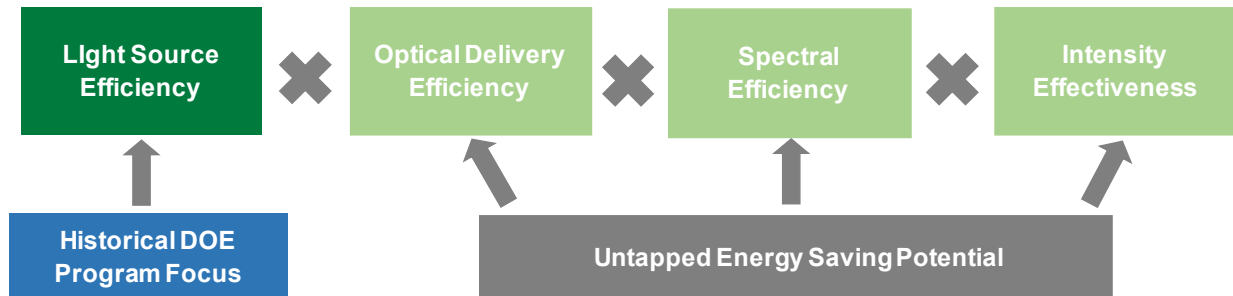 LIght Source
Efficiency
Optical Delivery
Efficiency
Spectral
Efficiency
Intensity
Effectiveness
Historical DOE
Program Focus
Untapped Energy Saving Potential